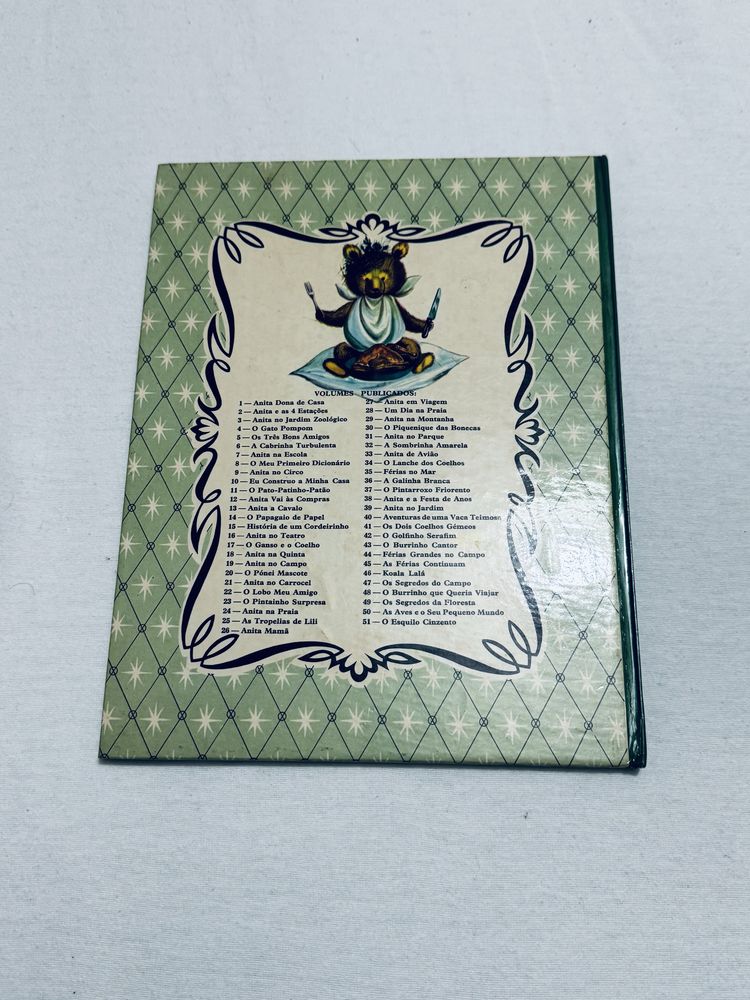 VOLUMES PUBLICADOS:
1 — Anita Dona de Casa
2 — Anita e as 4 Estações
3 — Anita no Jardim Zoológico
4 — O Gato Pompom
5 — Os Três Bons Amigos
6 — A Cabrinha Turbulenta
7 — Anita na Escola
8 — O Meu Primeiro Dicionário
9 — Anita no Circo
10 — Eu Construo a Minha Casa
11 — O Pato-Patinho-Patão
12 — Anita Vai às Compras
13 — Anita a Cavalo
14 — O Papagaio de Papel
15 — História de um Cordeirinho
16 — Anita no Teatro
17 — O Ganso e o Coelho
18 — Anita na Quinta
19 — Anita no Campo
20 — O Pónei Mascote
21 — Anita no Carrocel
22 — O Lobo Meu Amigo
23 — O Pintainho Surpresa
24 — Anita na Praia
25 — As Tropelias de Lili
26 — Anita Mamã
27 — Anita em Viagem
28 — Um Dia na Praia
29 — Anita na Montanha
30 — O Piquenique das Bonecas
31 — Anita no Parque
32 — A Sombrinha Amarela
33 — Anita de Avião
34 — O Lanche dos Coelhos
35 — Férias no Mar
36 — A Galinha Branca
37 — O Pintarroxo Friorento
38 — Anita e a Festa de Anos
39 — Anita no Jardim
40 — Aventuras de uma Vaca Teimosa
41 — Os Dois Coelhos Gémeos
42 — O Golfinho Serafim
43 — O Burrinho Cantor
44 — Férias Grandes no Campo
45 — As Férias Continuam
46 — Koala Lalá
47 — Os Segredos do Campo
48 — O Burrinho que Queria Viajar
49 — Os Segredos da Floresta
50 — As Aves e o Seu Pequeno Mundo
51 — O Esquilo Cinzento